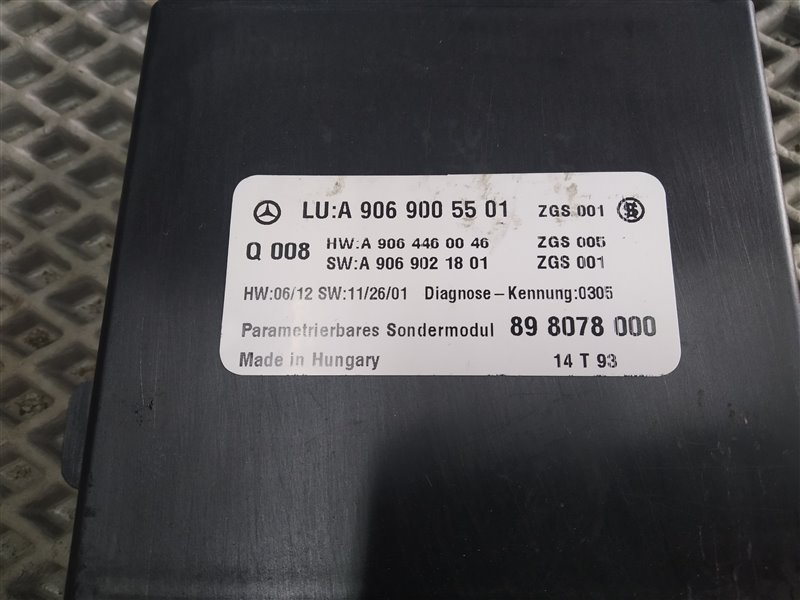 LU:A 906 900 55 01 ZGS 001
Q 008 HW:A 906 446 00 46 ZGS 005
SW:A 906 902 18 01 ZGS 001
HW:06/12 SW:11/26/01 Diagnose-Kennung:0305
Parametrierbares Sondermodul 89 8078 000
Made in Hungary 14 T 93